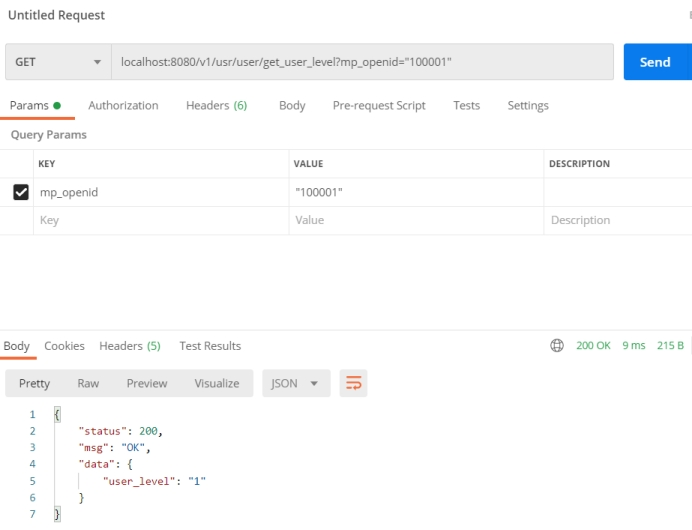 Untitled Request
GET localhost:8080/v1/usr/user/get_user_level?mp_openid="100001" Send
Params Authorization Headers (6) Body Pre-request Script Tests Settings
Query Params
KEY VALUE DESCRIPTION
mp_openid "100001"
Key Value Description
Body Cookies Headers (5) Test Results 200 OK 9 ms 215 B
Pretty Raw Preview Visualize JSON
1 {
2 "status": 200,
3 "msg": "OK",
4 "data": {
5 "user_level": "1"
6 }
7 }